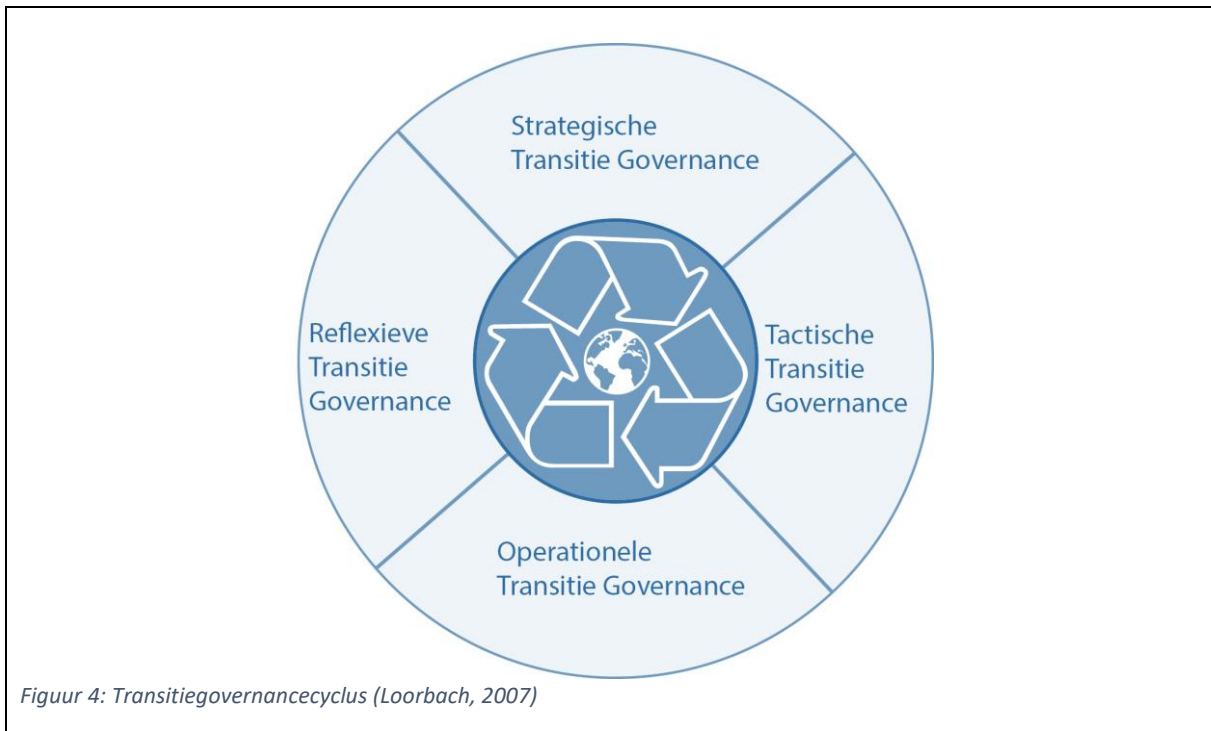 Strategische
Transitie Governance
Reflexieve
Transitie
Governance
Tactische
Transitie
Governance
Operationele
Transitie Governance
Figuur 4: Transitiegovernancecyclus (Loorbach, 2007)